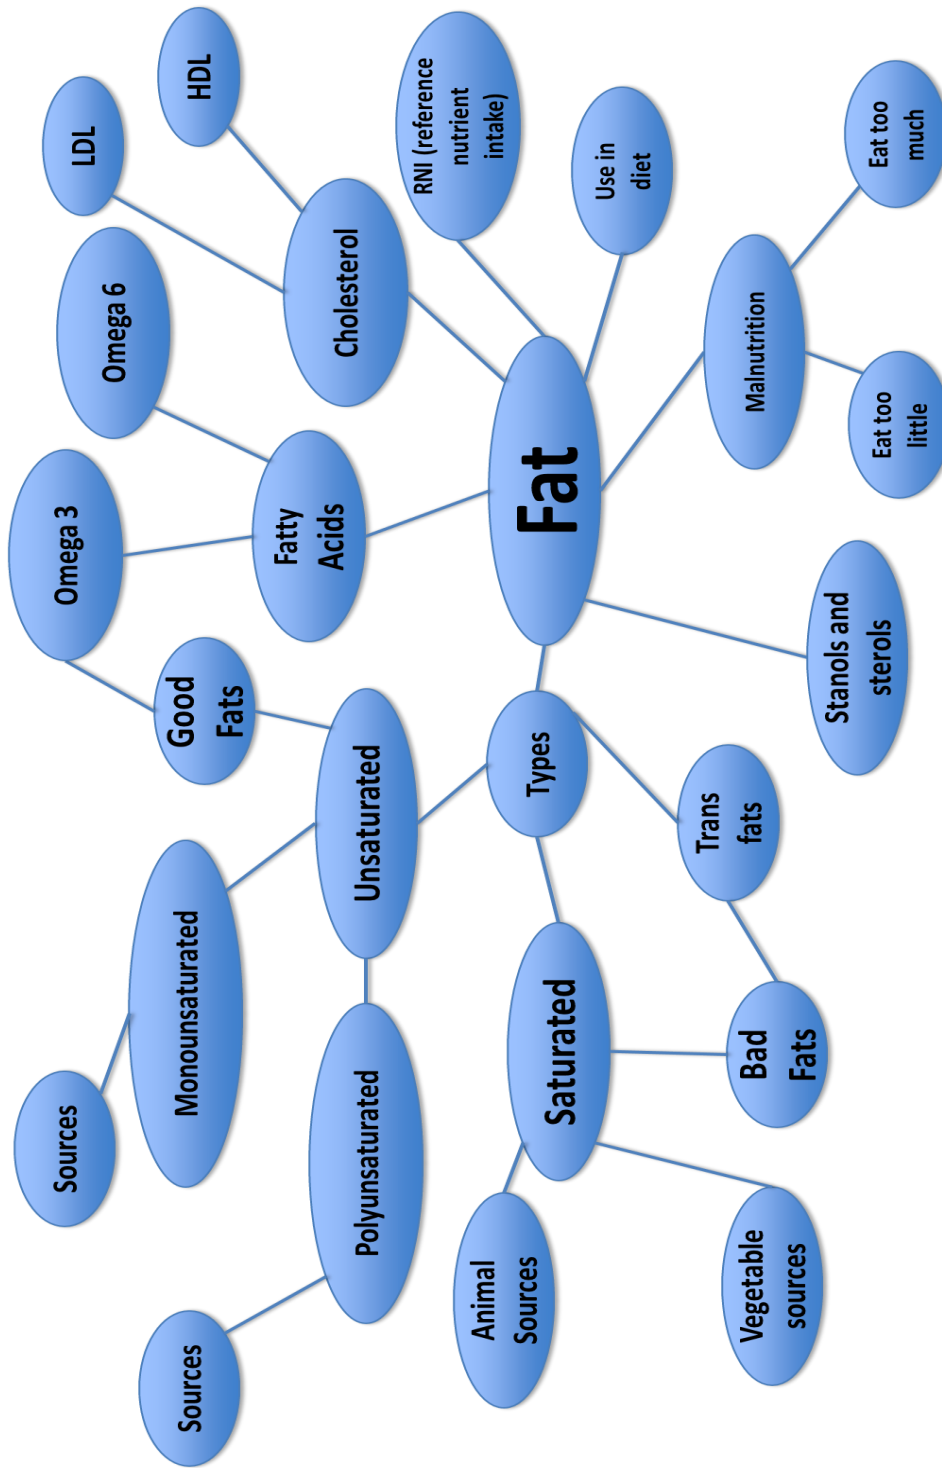 Sources
Sources
Monounsaturated
Polyunsaturated
Good
Fats
Unsaturated
Omega 3
Omega 6
Fatty
Acids
LDL
HDL
Cholesterol
RNI (reference
nutrient
intake)
Use in
diet
Fat
Types
Animal
Sources
Saturated
Vegetable
sources
Bad
Fats
Trans
fats
Stanols and
sterols
Malnutrition
Eat too
little
Eat too
much